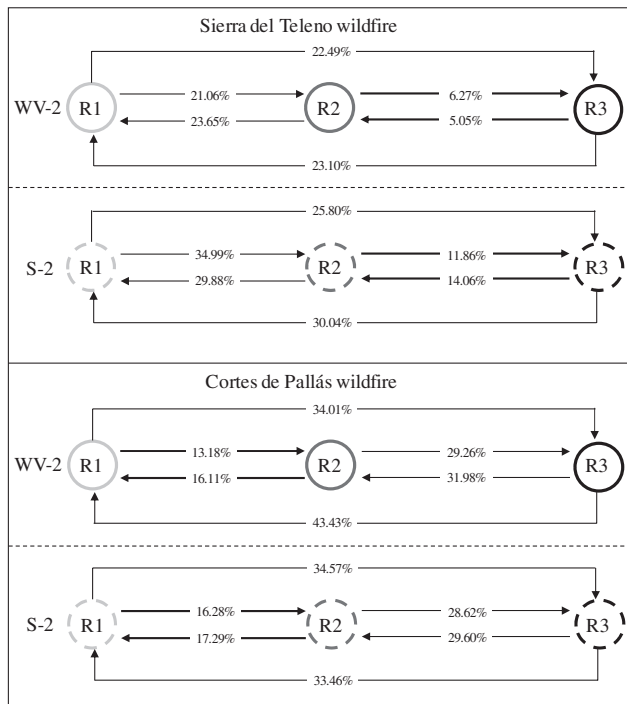 Sierra del Teleno wildfire
22.49%
WV-2 R1 21.06% R2 6.27% R3
23.65% 5.05%
23.10%
25.80%
S-2 R1 34.99% R2 11.86% R3
29.88% 14.06%
30.04%
Cortes de Pallás wildfire
34.01%
WV-2 R1 13.18% R2 29.26% R3
16.11% 31.98%
43.43%
34.57%
S-2 R1 16.28% R2 28.62% R3
17.29% 29.60%
33.46%